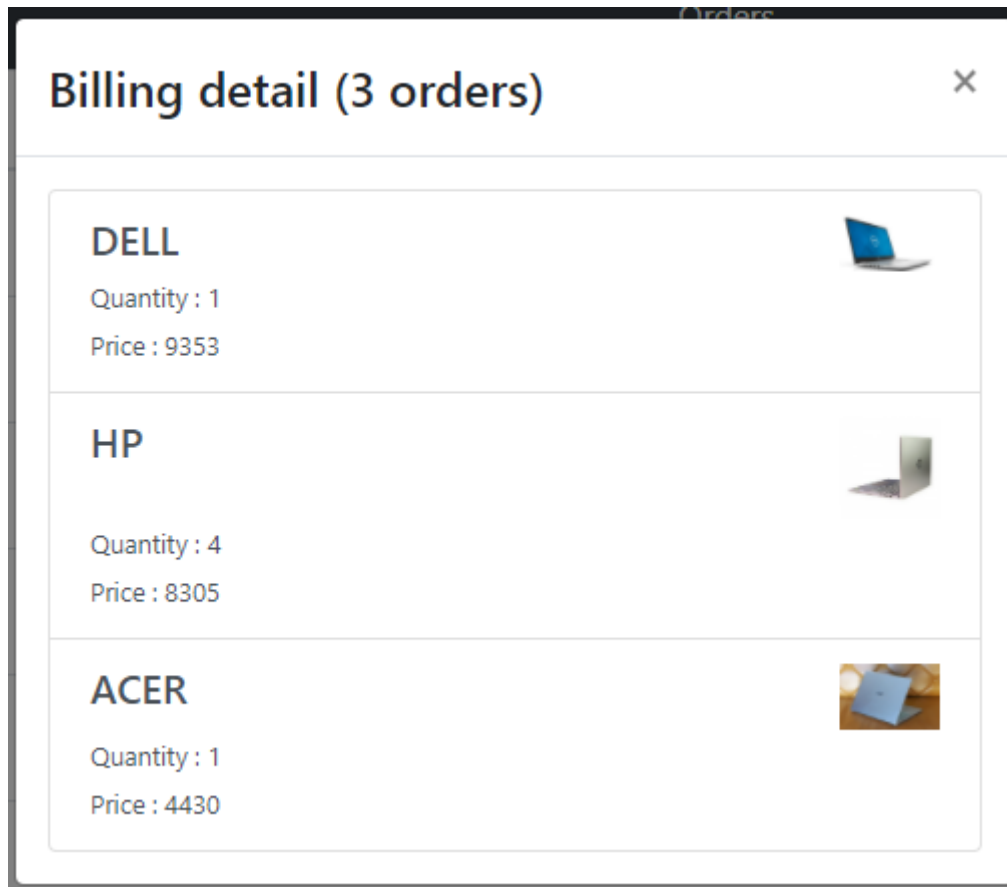 Orders
Billing detail (3 orders)
×
DELL
Quantity : 1
Price : 9353
HP
Quantity : 4
Price : 8305
ACER
Quantity : 1
Price : 4430